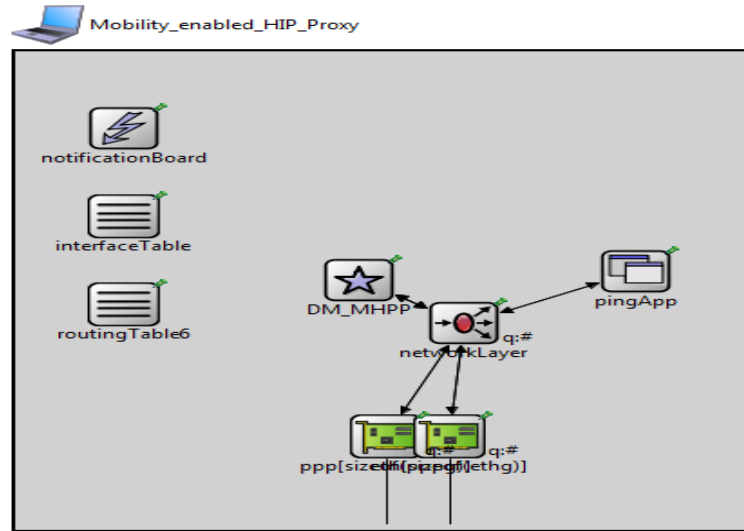 Mobility_enabled_HIP_Proxy
notificationBoard
interfaceTable
routingTable6
DM_MHPP
pingApp
q:#
networkLayer
q:#
q:#